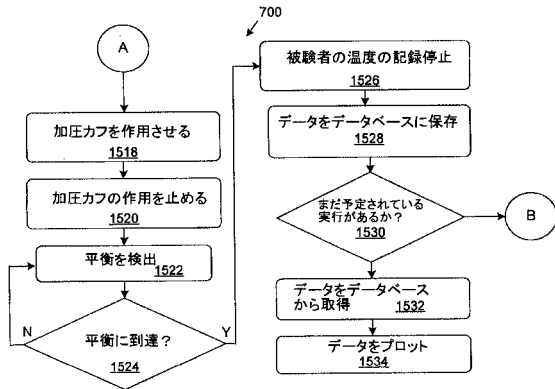 700
A
加圧カフを作用させる
1518
加圧カフの作用を止める
1520
平衡を検出
1522
N
平衡に到達?
Y
1524
被験者の温度の記録停止
1526
データをデータベースに保存
1528
まだ予定されている
実行があるか?
1530
B
データをデータベース
から取得
1532
データをプロット
1534